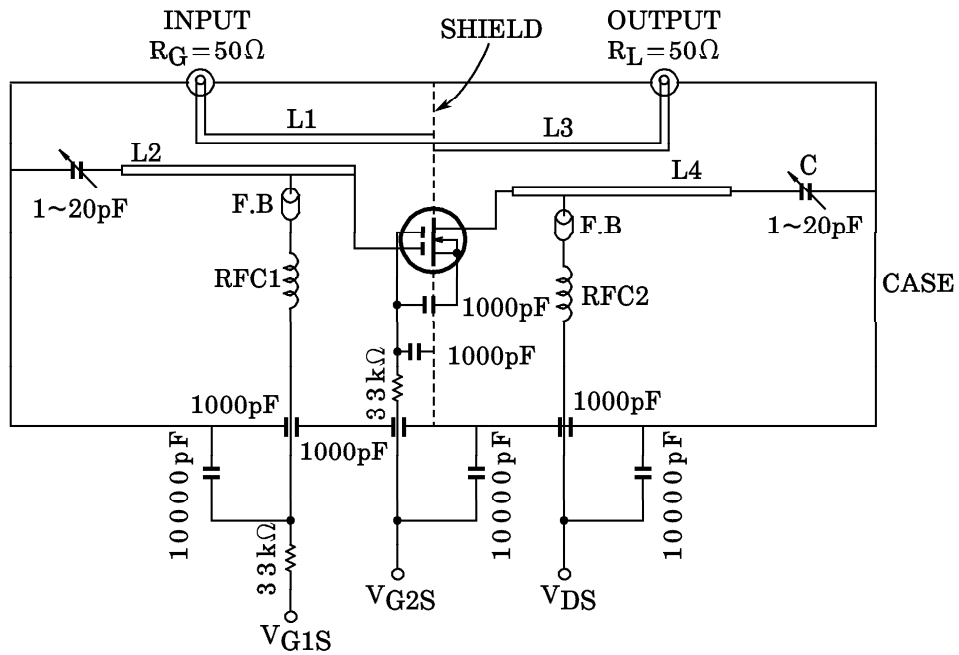 INPUT
R_G=50Ω
SHIELD
OUTPUT
R_L=50Ω
L1
L3
L2
L4
C
1~20pF
F.B
F.B
1~20pF
RFC1
RFC2
CASE
1000pF
1000pF
33kΩ
1000pF
1000pF
1000pF
10000pF
10000pF
10000pF
33kΩ
V_G2S
V_DS
V_G1S